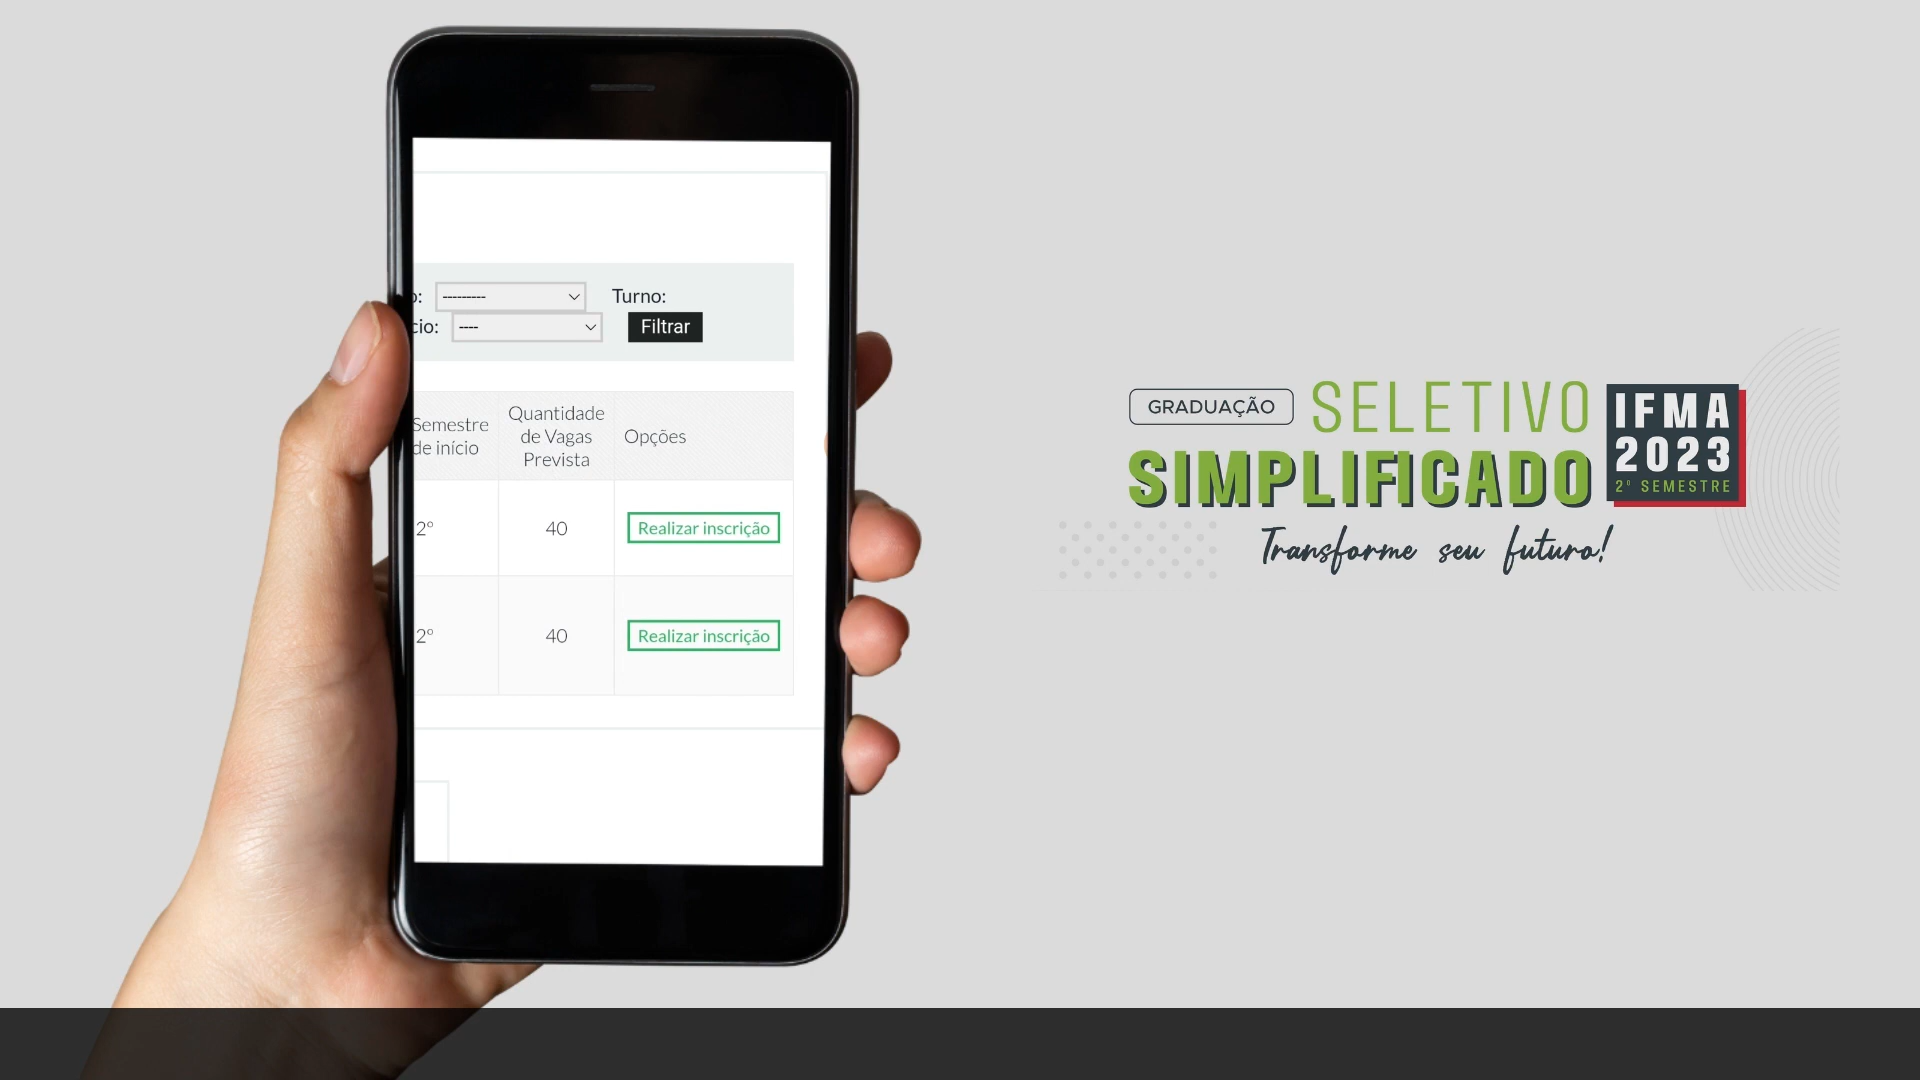 o:
---------
Turno:
cio:
----
Filtrar
Semestre
de início
Quantidade
de Vagas
Prevista
Opções
2º
40
Realizar inscrição
2º
40
Realizar inscrição
GRADUAÇÃO
SELETIVO
SIMPLIFICADO
IFMA
2023
2º SEMESTRE
Transforme seu futuro!